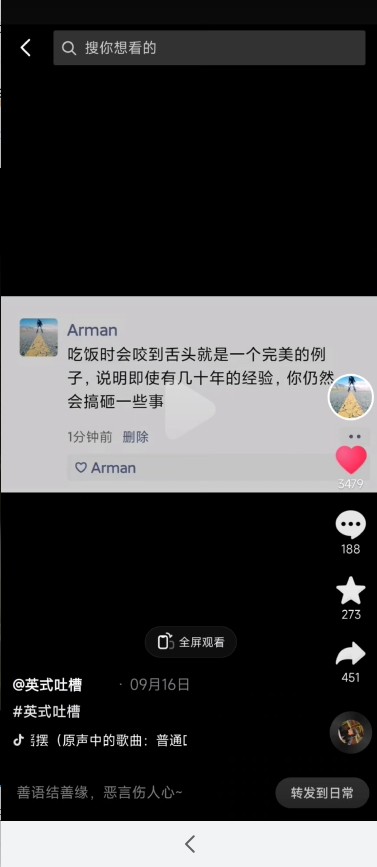 搜你想看的
Arman
吃饭时会咬到舌头就是一个完美的例
子，说明即使有几十年的经验，你仍然
会搞砸一些事
1分钟前 删除
Arman
3479
188
273
451
全屏观看
@英式吐槽 · 09月16日
#英式吐槽
摇摆（原声中的歌曲：普通
善语结善缘，恶言伤人心~
转发到日常